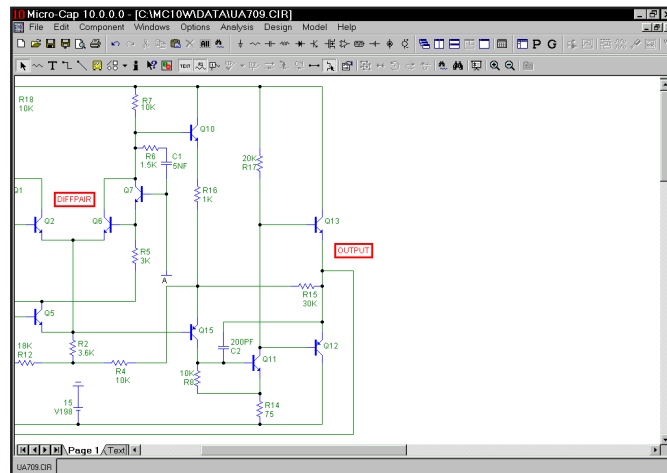 Micro-Cap 10.0.0.0 - [C:\MC10W\DATA\UA709.CIR]
File Edit Component Windows Options Analysis Design Model Help
TEXT
P G
R18
10K
R7
10K
Q10
R6
1.5K
C1
5NF
20K
R17
Q1
Q7
R16
1K
DIFFPAIR
Q2
Q6
Q13
OUTPUT
R5
3K
A
R15
30K
Q5
Q15
200PF
C2
Q12
R2
3.6K
18K
R12
R4
10K
10K
R8
Q11
15
V198
R14
75
Page 1
Text
UA709.CIR